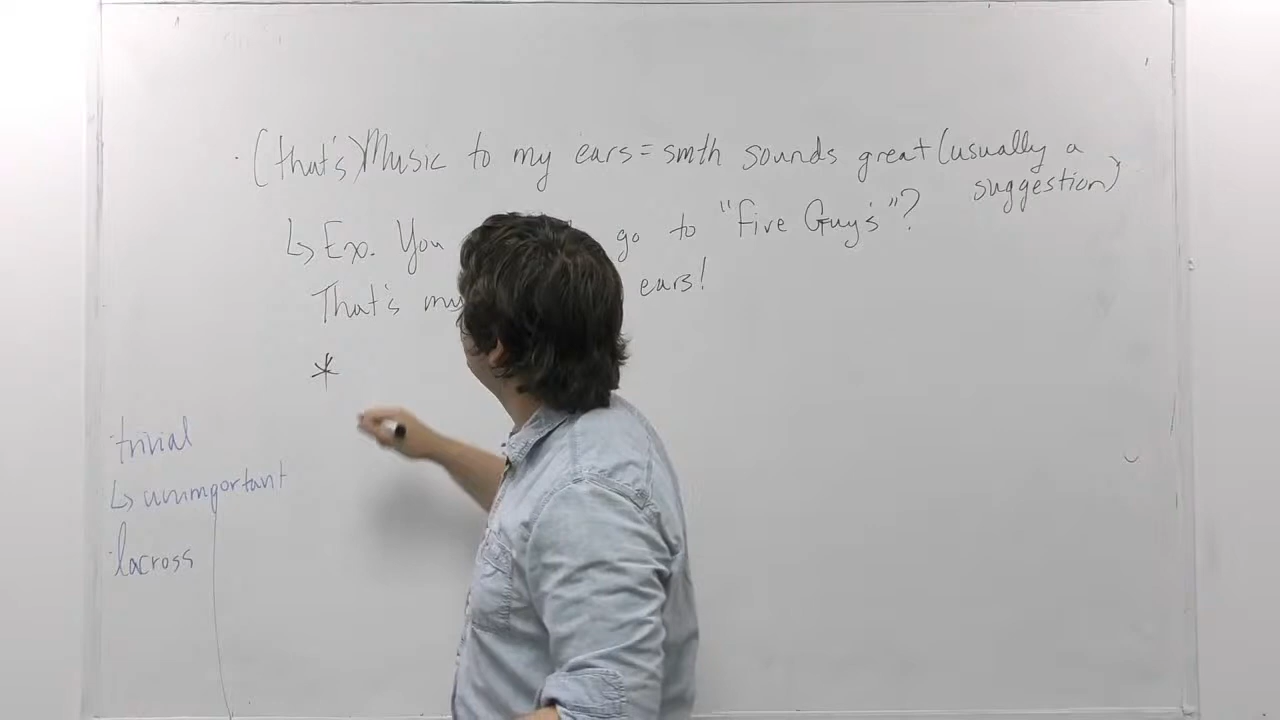 · (that's) Music to my ears = smth sounds great (usually a
suggestion)
↳ Ex. You go to "Five Guy's"?
That's mu ears!
*
·trivial
↳ unimportant
·lacross